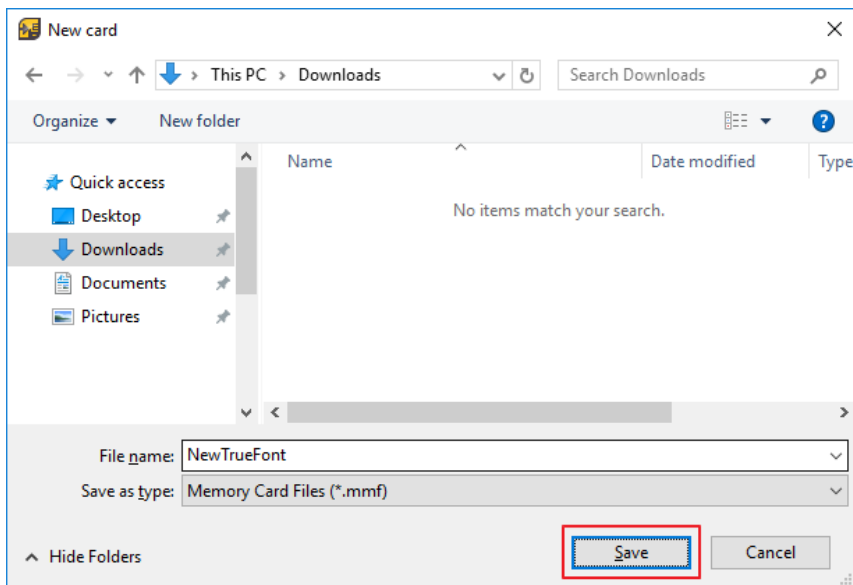 New card
This PC > Downloads
Search Downloads
Organize
New folder
Name
Date modified
Type
Quick access
No items match your search.
Desktop
Downloads
Documents
Pictures
File name: NewTrueFont
Save as type: Memory Card Files (*.mmf)
Hide Folders
Save
Cancel